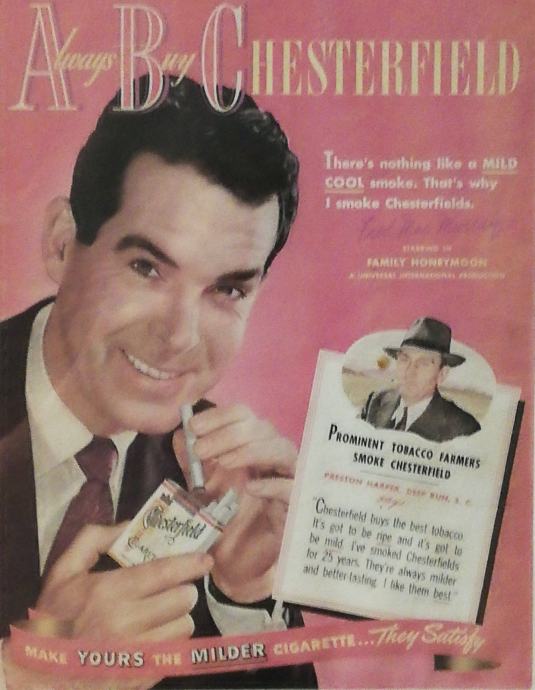 Always Buy CHESTERFIELD
There's nothing like a MILD
COOL smoke. That's why
I smoke Chesterfields.
STARRING IN
FAMILY HONEYMOON
A UNIVERSAL INTERNATIONAL PRODUCTION
PROMINENT TOBACCO FARMERS
SMOKE CHESTERFIELD
PRESTON HARPER, DEEP RUN, N. C.
says
"Chesterfield buys the best tobacco.
It's got to be ripe and it's got to
be mild. I've smoked Chesterfields
for 25 years. They're always milder
and better-tasting. I like them best."
Chesterfield
MAKE YOURS THE MILDER CIGARETTE...They Satisfy